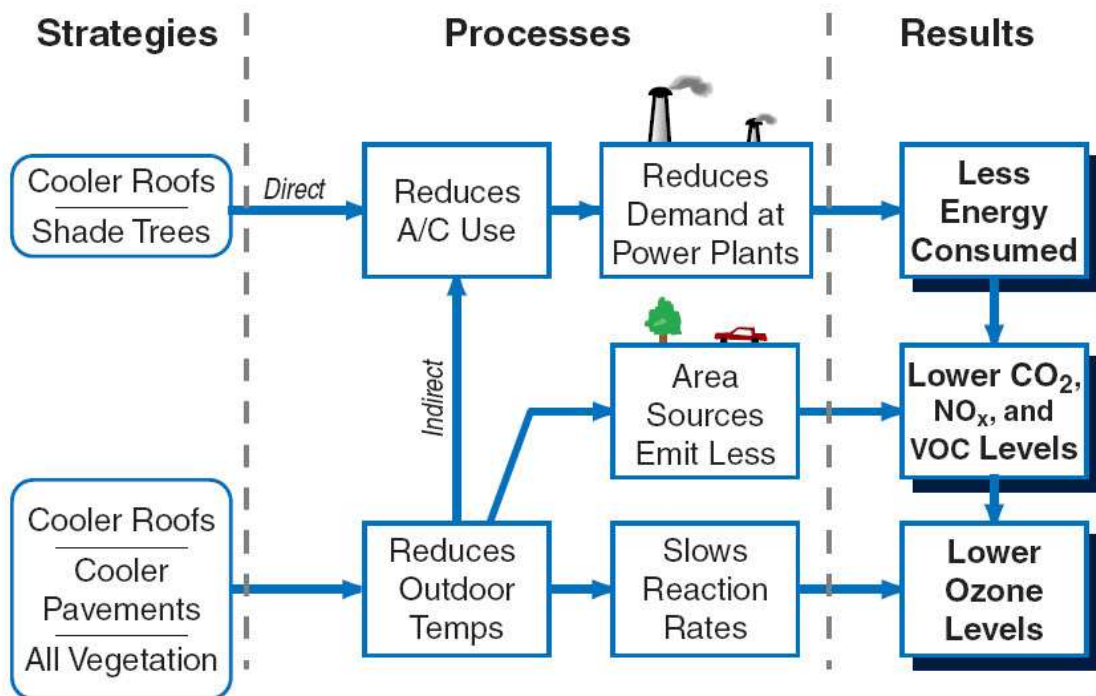 Strategies
Processes
Results
Cooler Roofs
Shade Trees
Direct
Reduces
A/C Use
Reduces
Demand at
Power Plants
Less
Energy
Consumed
Indirect
Area
Sources
Emit Less
Lower CO₂,
NOₓ, and
VOC Levels
Cooler Roofs
Cooler
Pavements
All Vegetation
Reduces
Outdoor
Temps
Slows
Reaction
Rates
Lower
Ozone
Levels